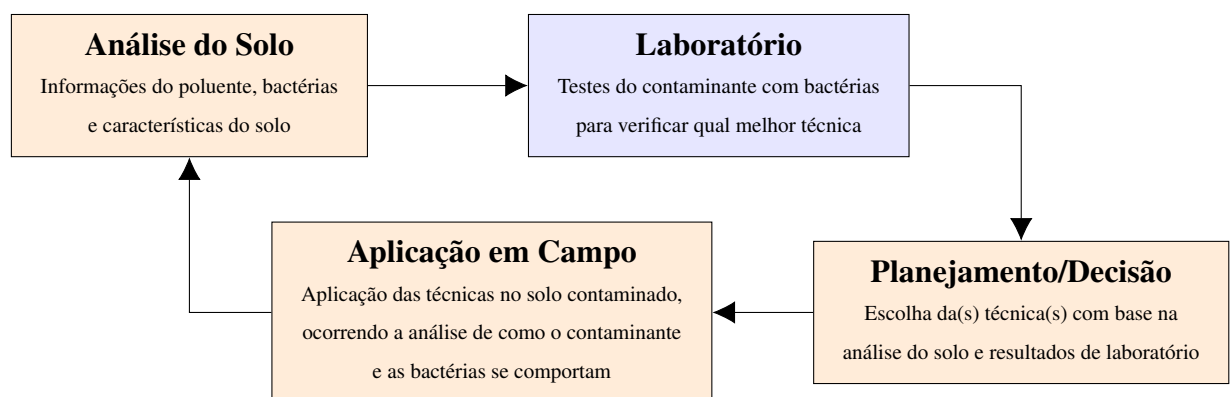 Análise do Solo
Informações do poluente, bactérias
e características do solo
Laboratório
Testes do contaminante com bactérias
para verificar qual melhor técnica
Planejamento/Decisão
Escolha da(s) técnica(s) com base na
análise do solo e resultados de laboratório
Aplicação em Campo
Aplicação das técnicas no solo contaminado,
ocorrendo a análise de como o contaminante
e as bactérias se comportam